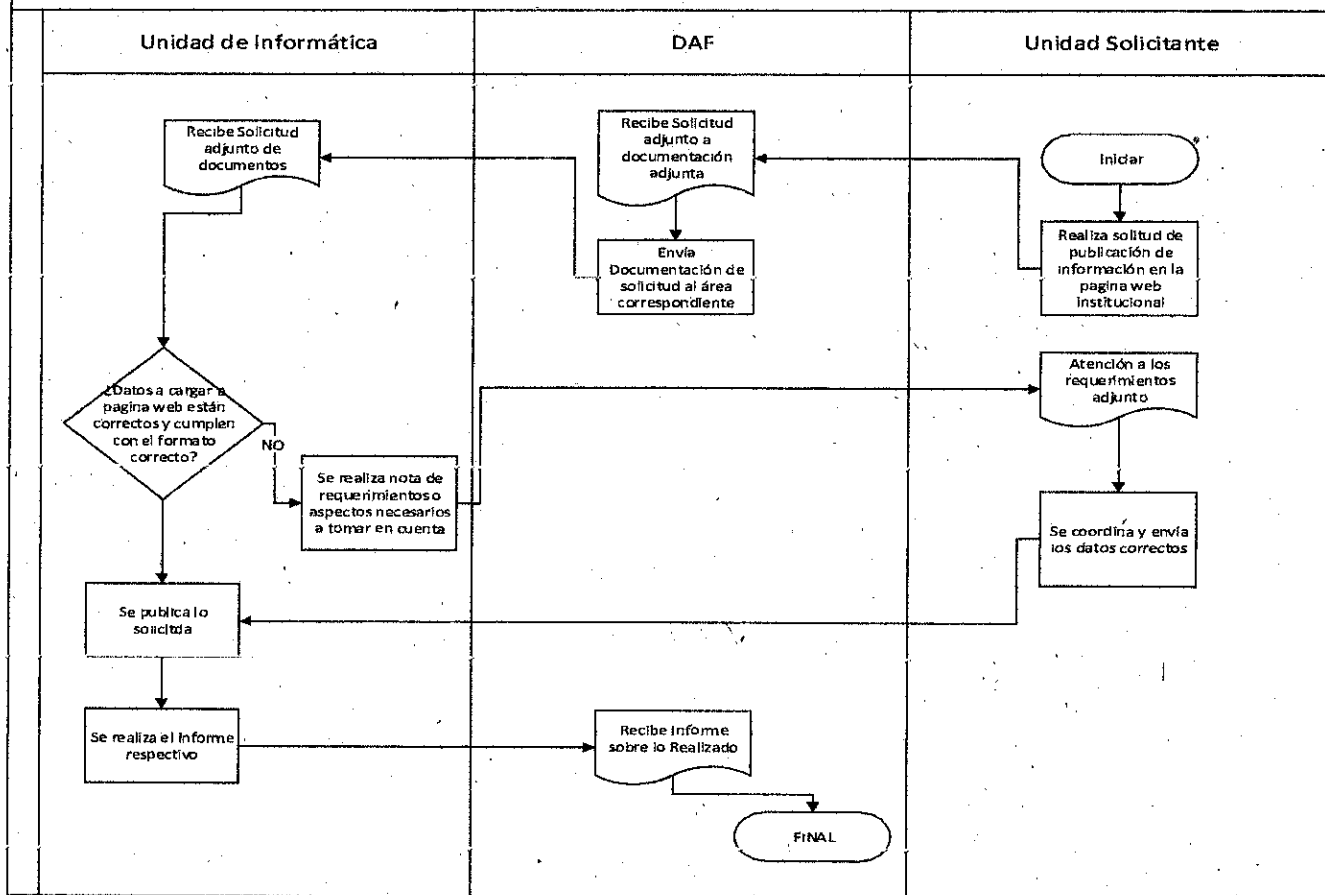 Unidad de Informática
DAF
Unidad Solicitante
Recibe Solicitud
adjunto de
documentos
Recibe Solicitud
adjunto a
documentación
adjunta
Iniciar
Envía
Documentación de
solicitud al área
correspondiente
Realiza solitud de
publicación de
información en la
pagina web
institucional
¿Datos a cargar a
pagina web están
correctos y cumplen
con el formato
correcto?
NO
Se realiza nota de
requerimientos o
aspectos necesarios
a tomar en cuenta
Atención a los
requerimientos
adjunto
Se coordina y envía
los datos correctos
Se publica lo
solicitda
Se realiza el Informe
respectivo
Recibe Informe
sobre lo Realizado
FINAL